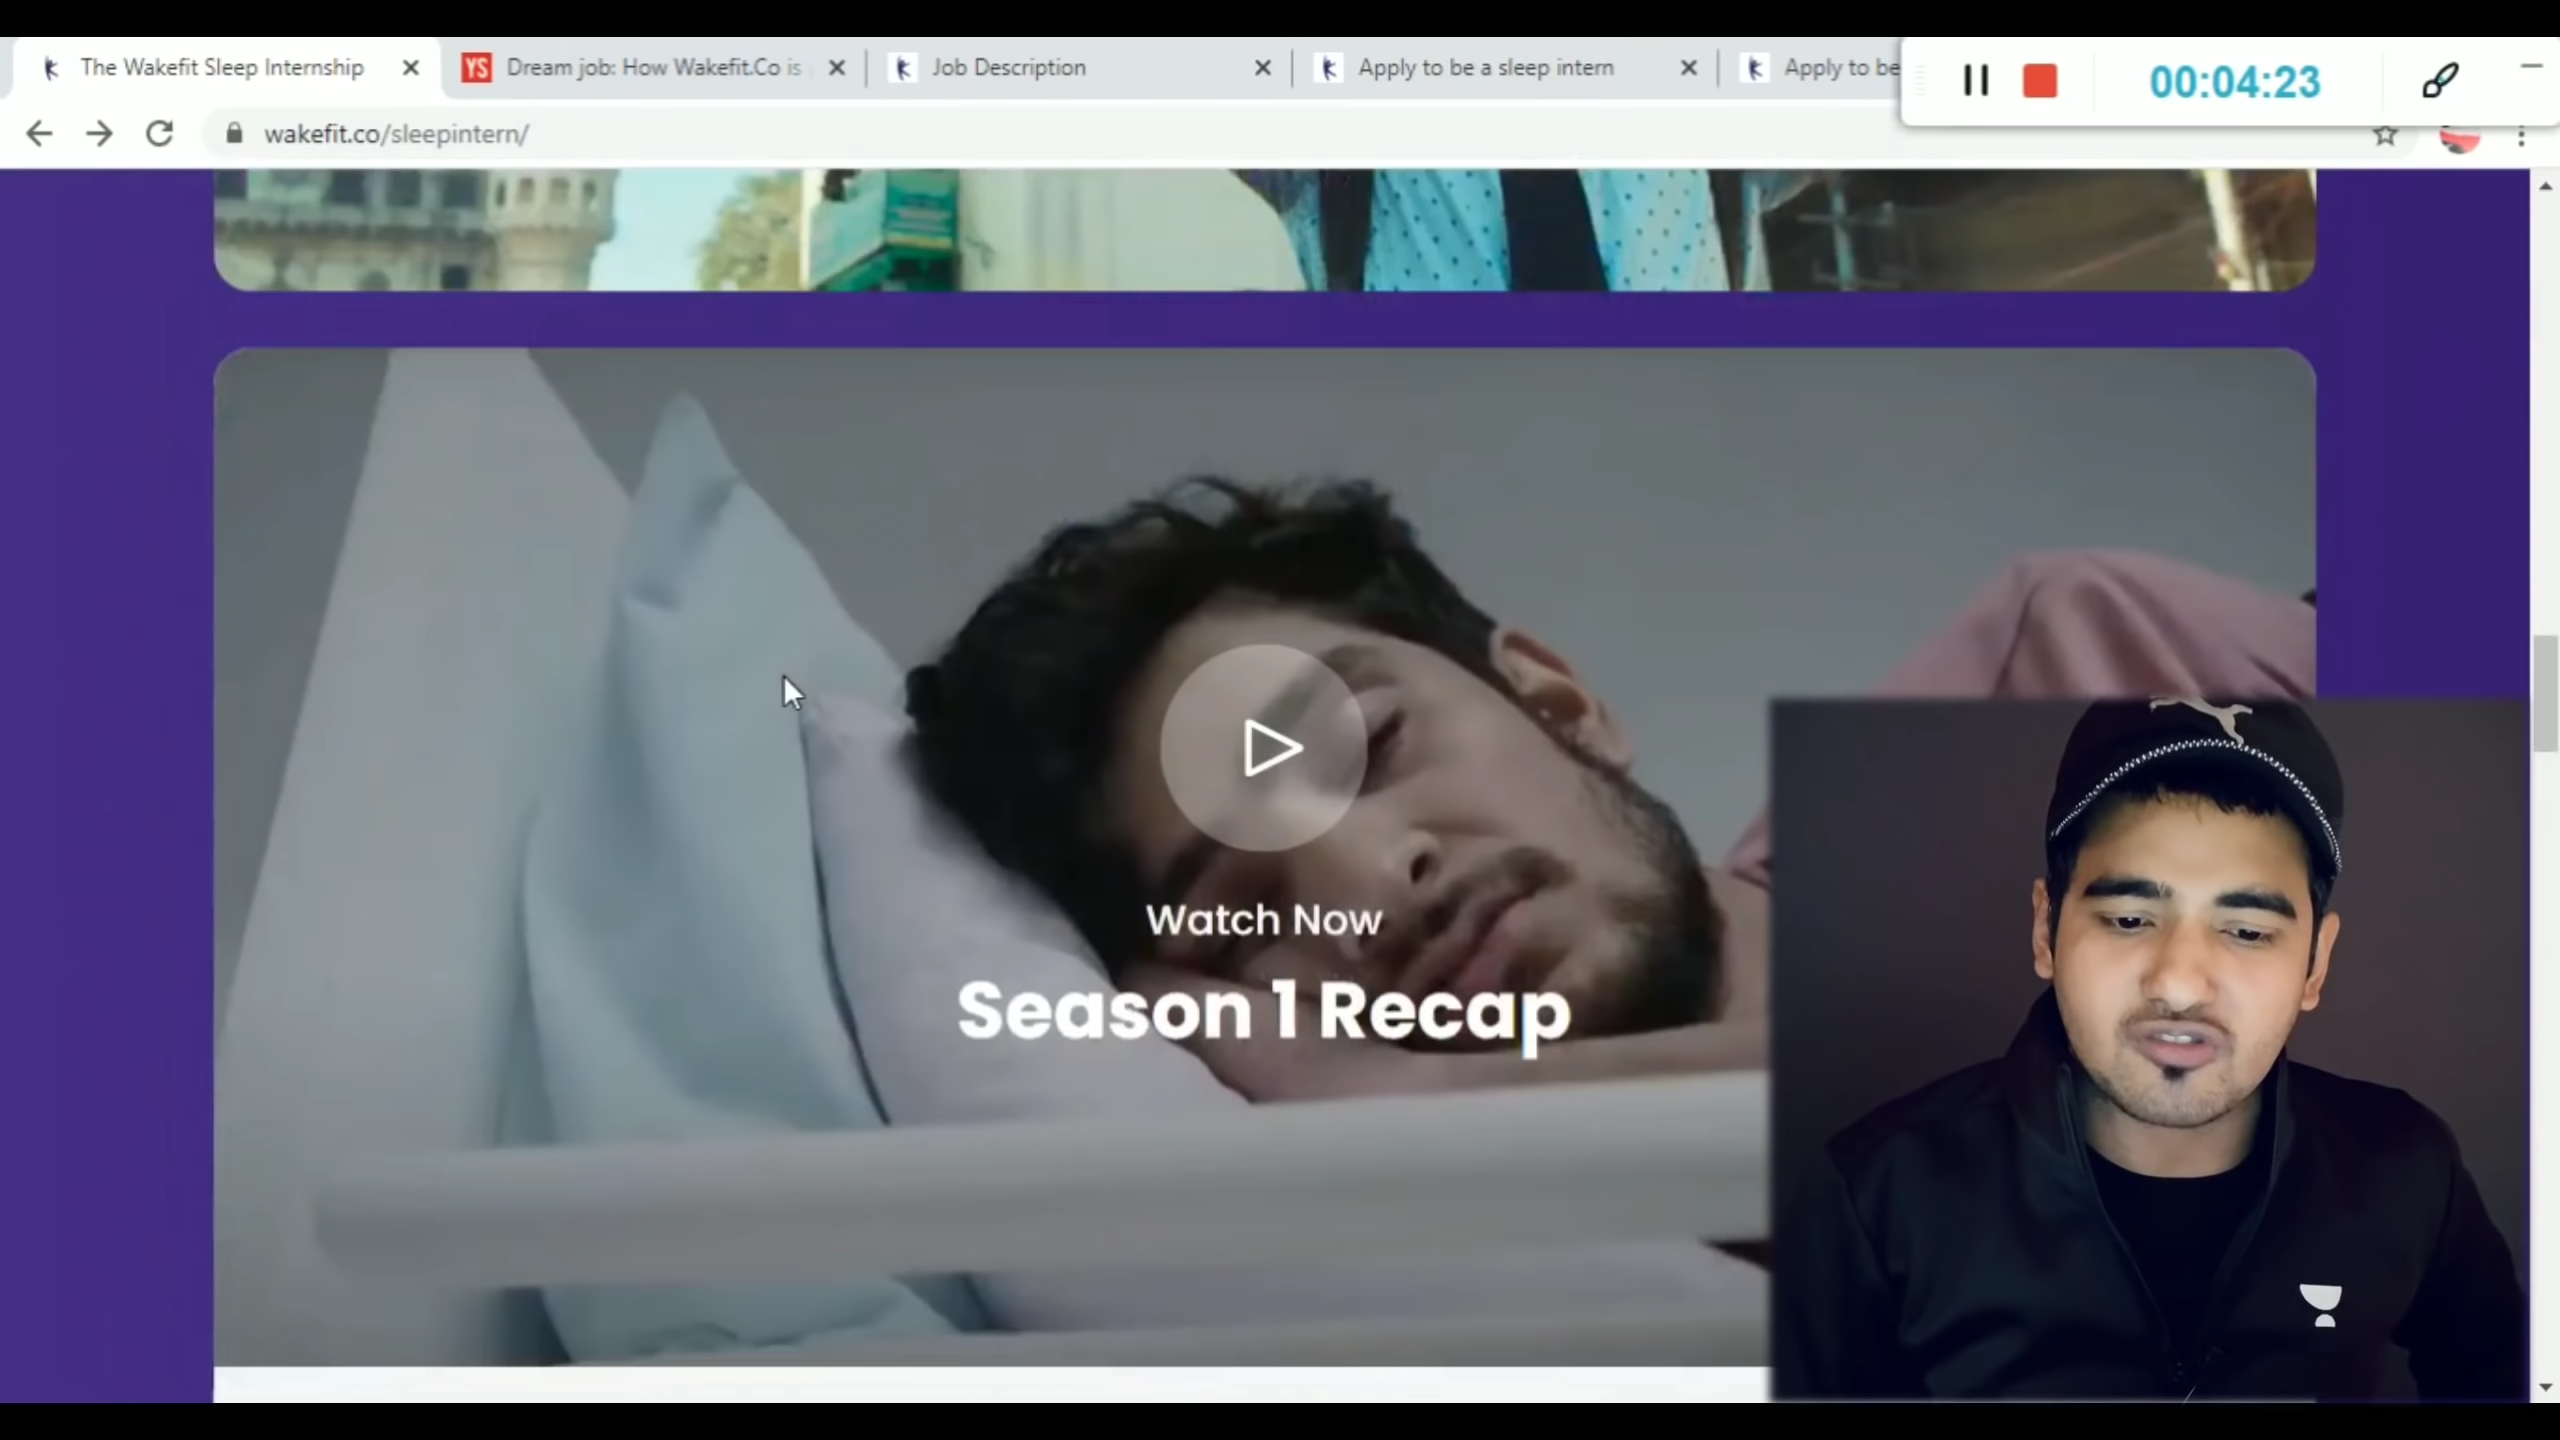 The Wakefit Sleep Internship
YS
Dream job: How Wakefit.Co is
Job Description
Apply to be a sleep intern
Apply to be
00:04:23
wakefit.co/sleepintern/
Watch Now
Season 1 Recap